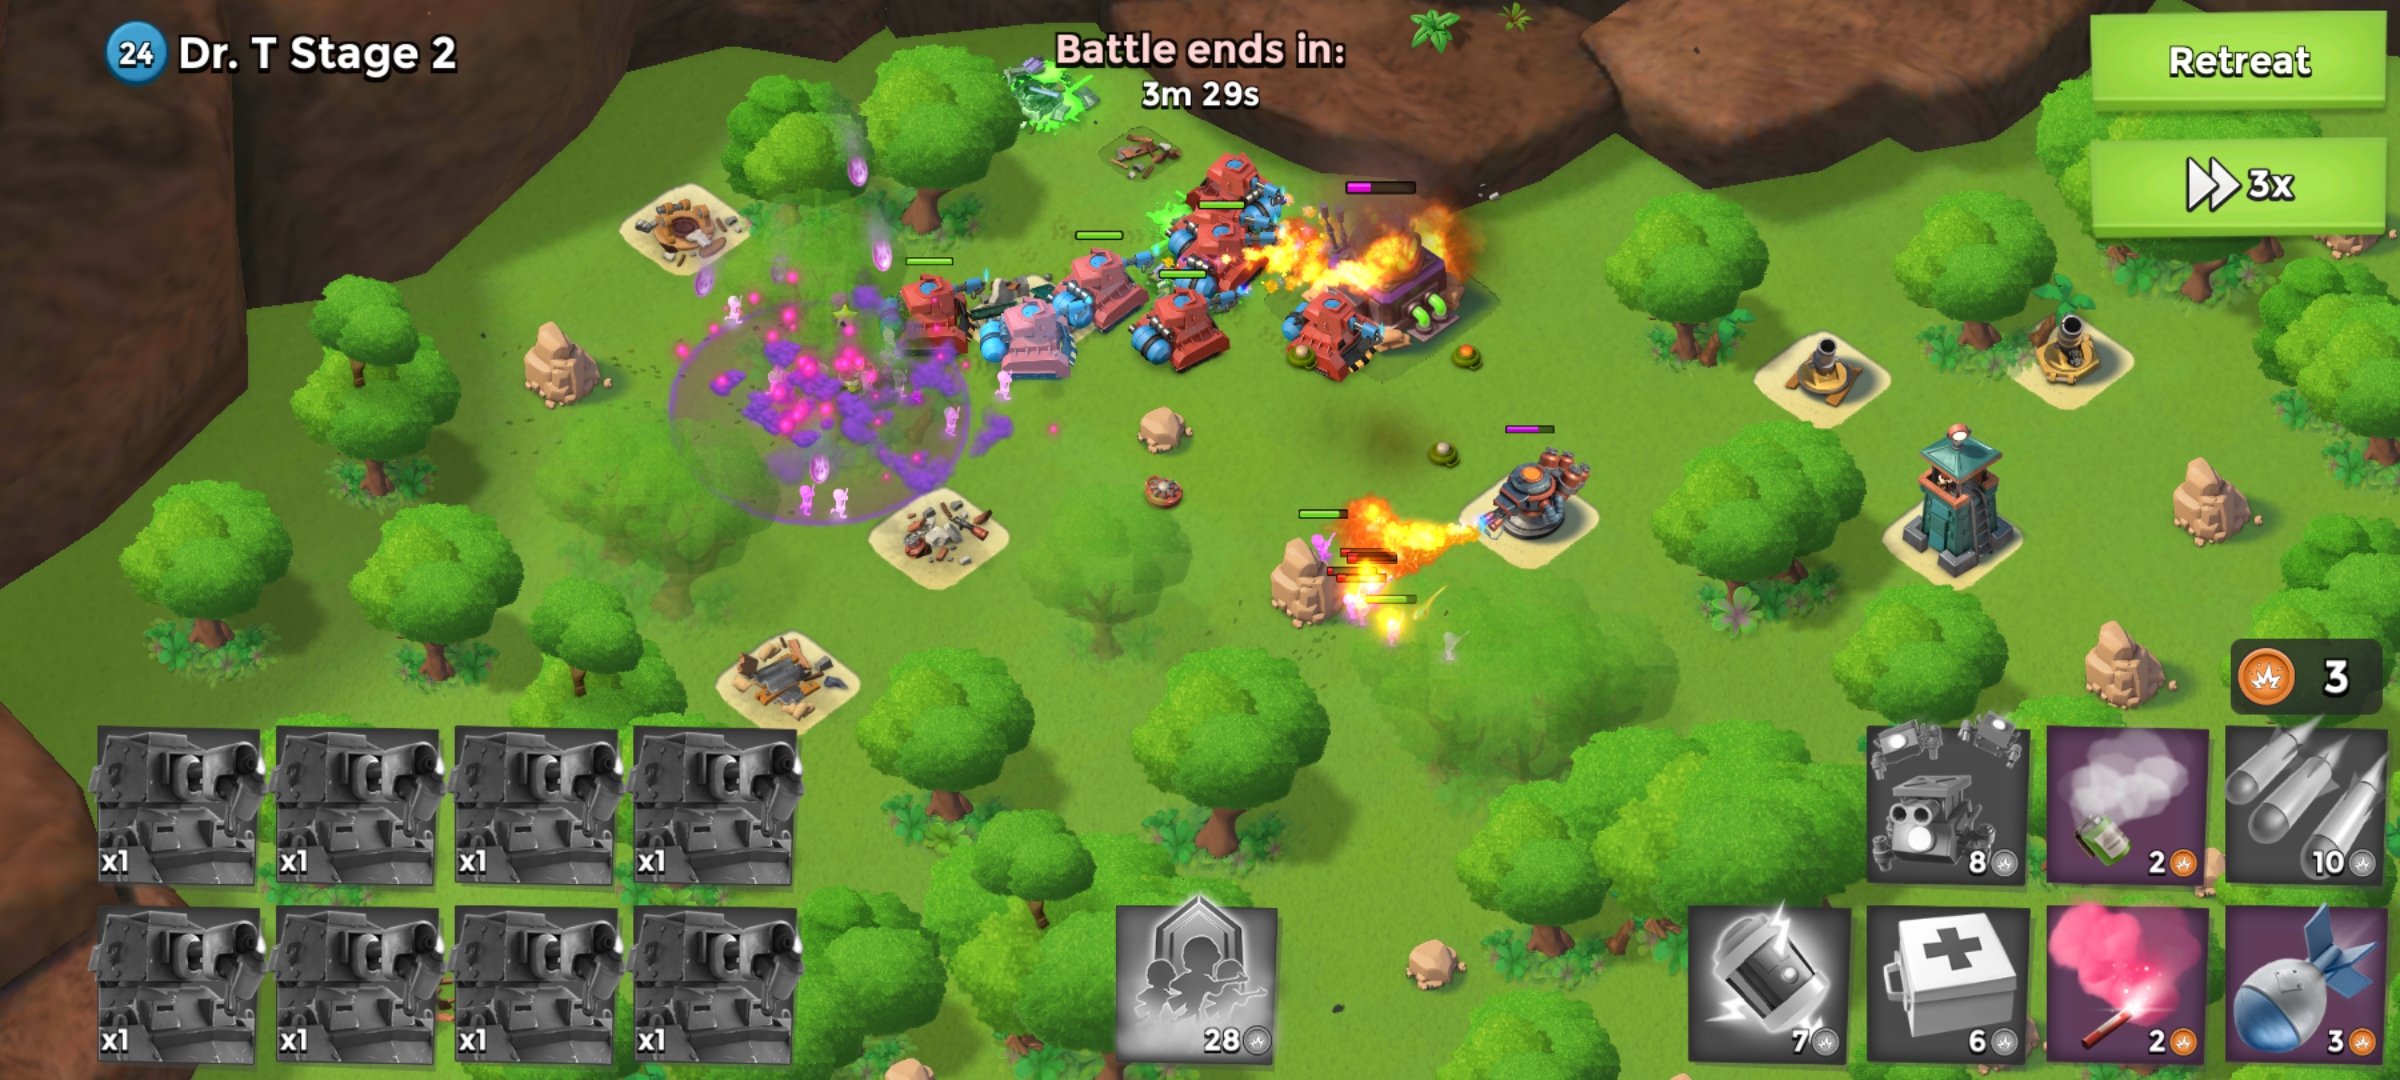 24 Dr. T Stage 2
Battle ends in:
3m 29s
Retreat
3x
3
x1 x1 x1 x1
8 2 10
x1 x1 x1 x1
28
7 6 2 3